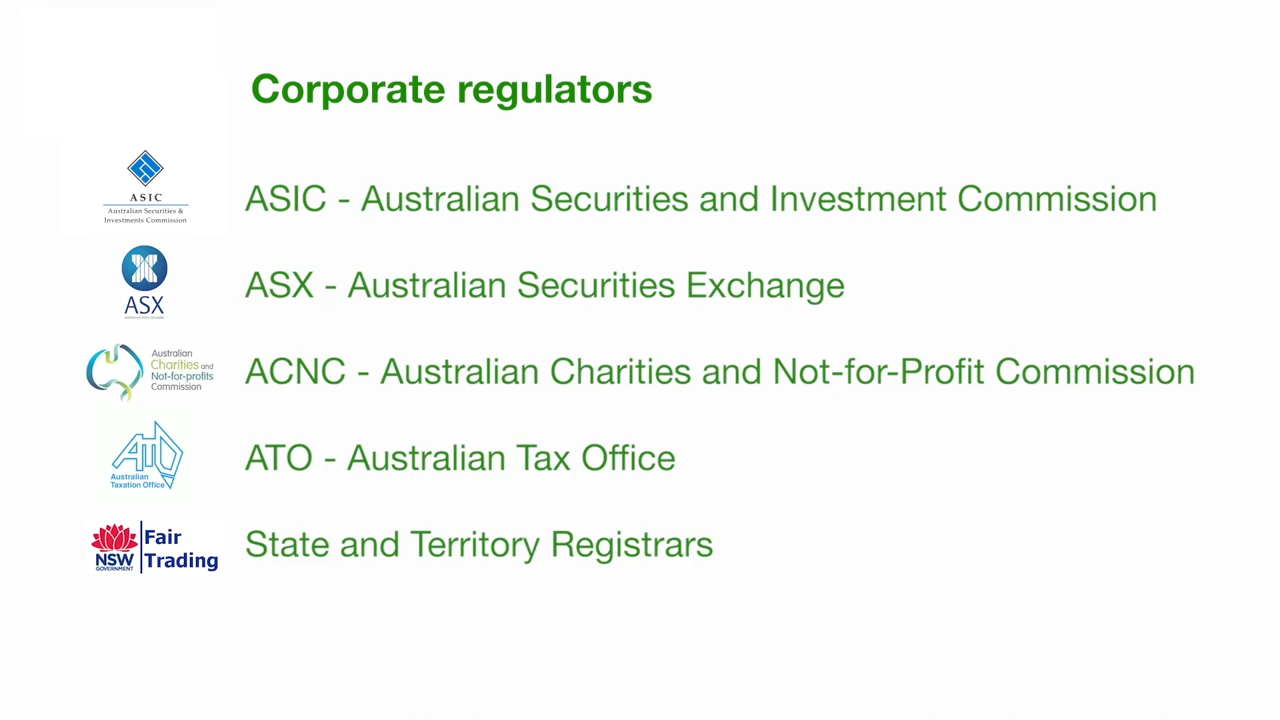 Corporate regulators
ASIC
Australian Securities &
Investments Commission
ASIC - Australian Securities and Investment Commission
ASX
ASX - Australian Securities Exchange
Australian
Charities and
Not-for-profits
Commission
ACNC - Australian Charities and Not-for-Profit Commission
ATO
Australian
Taxation Office
ATO - Australian Tax Office
NSW
GOVERNMENT
Fair
Trading
State and Territory Registrars